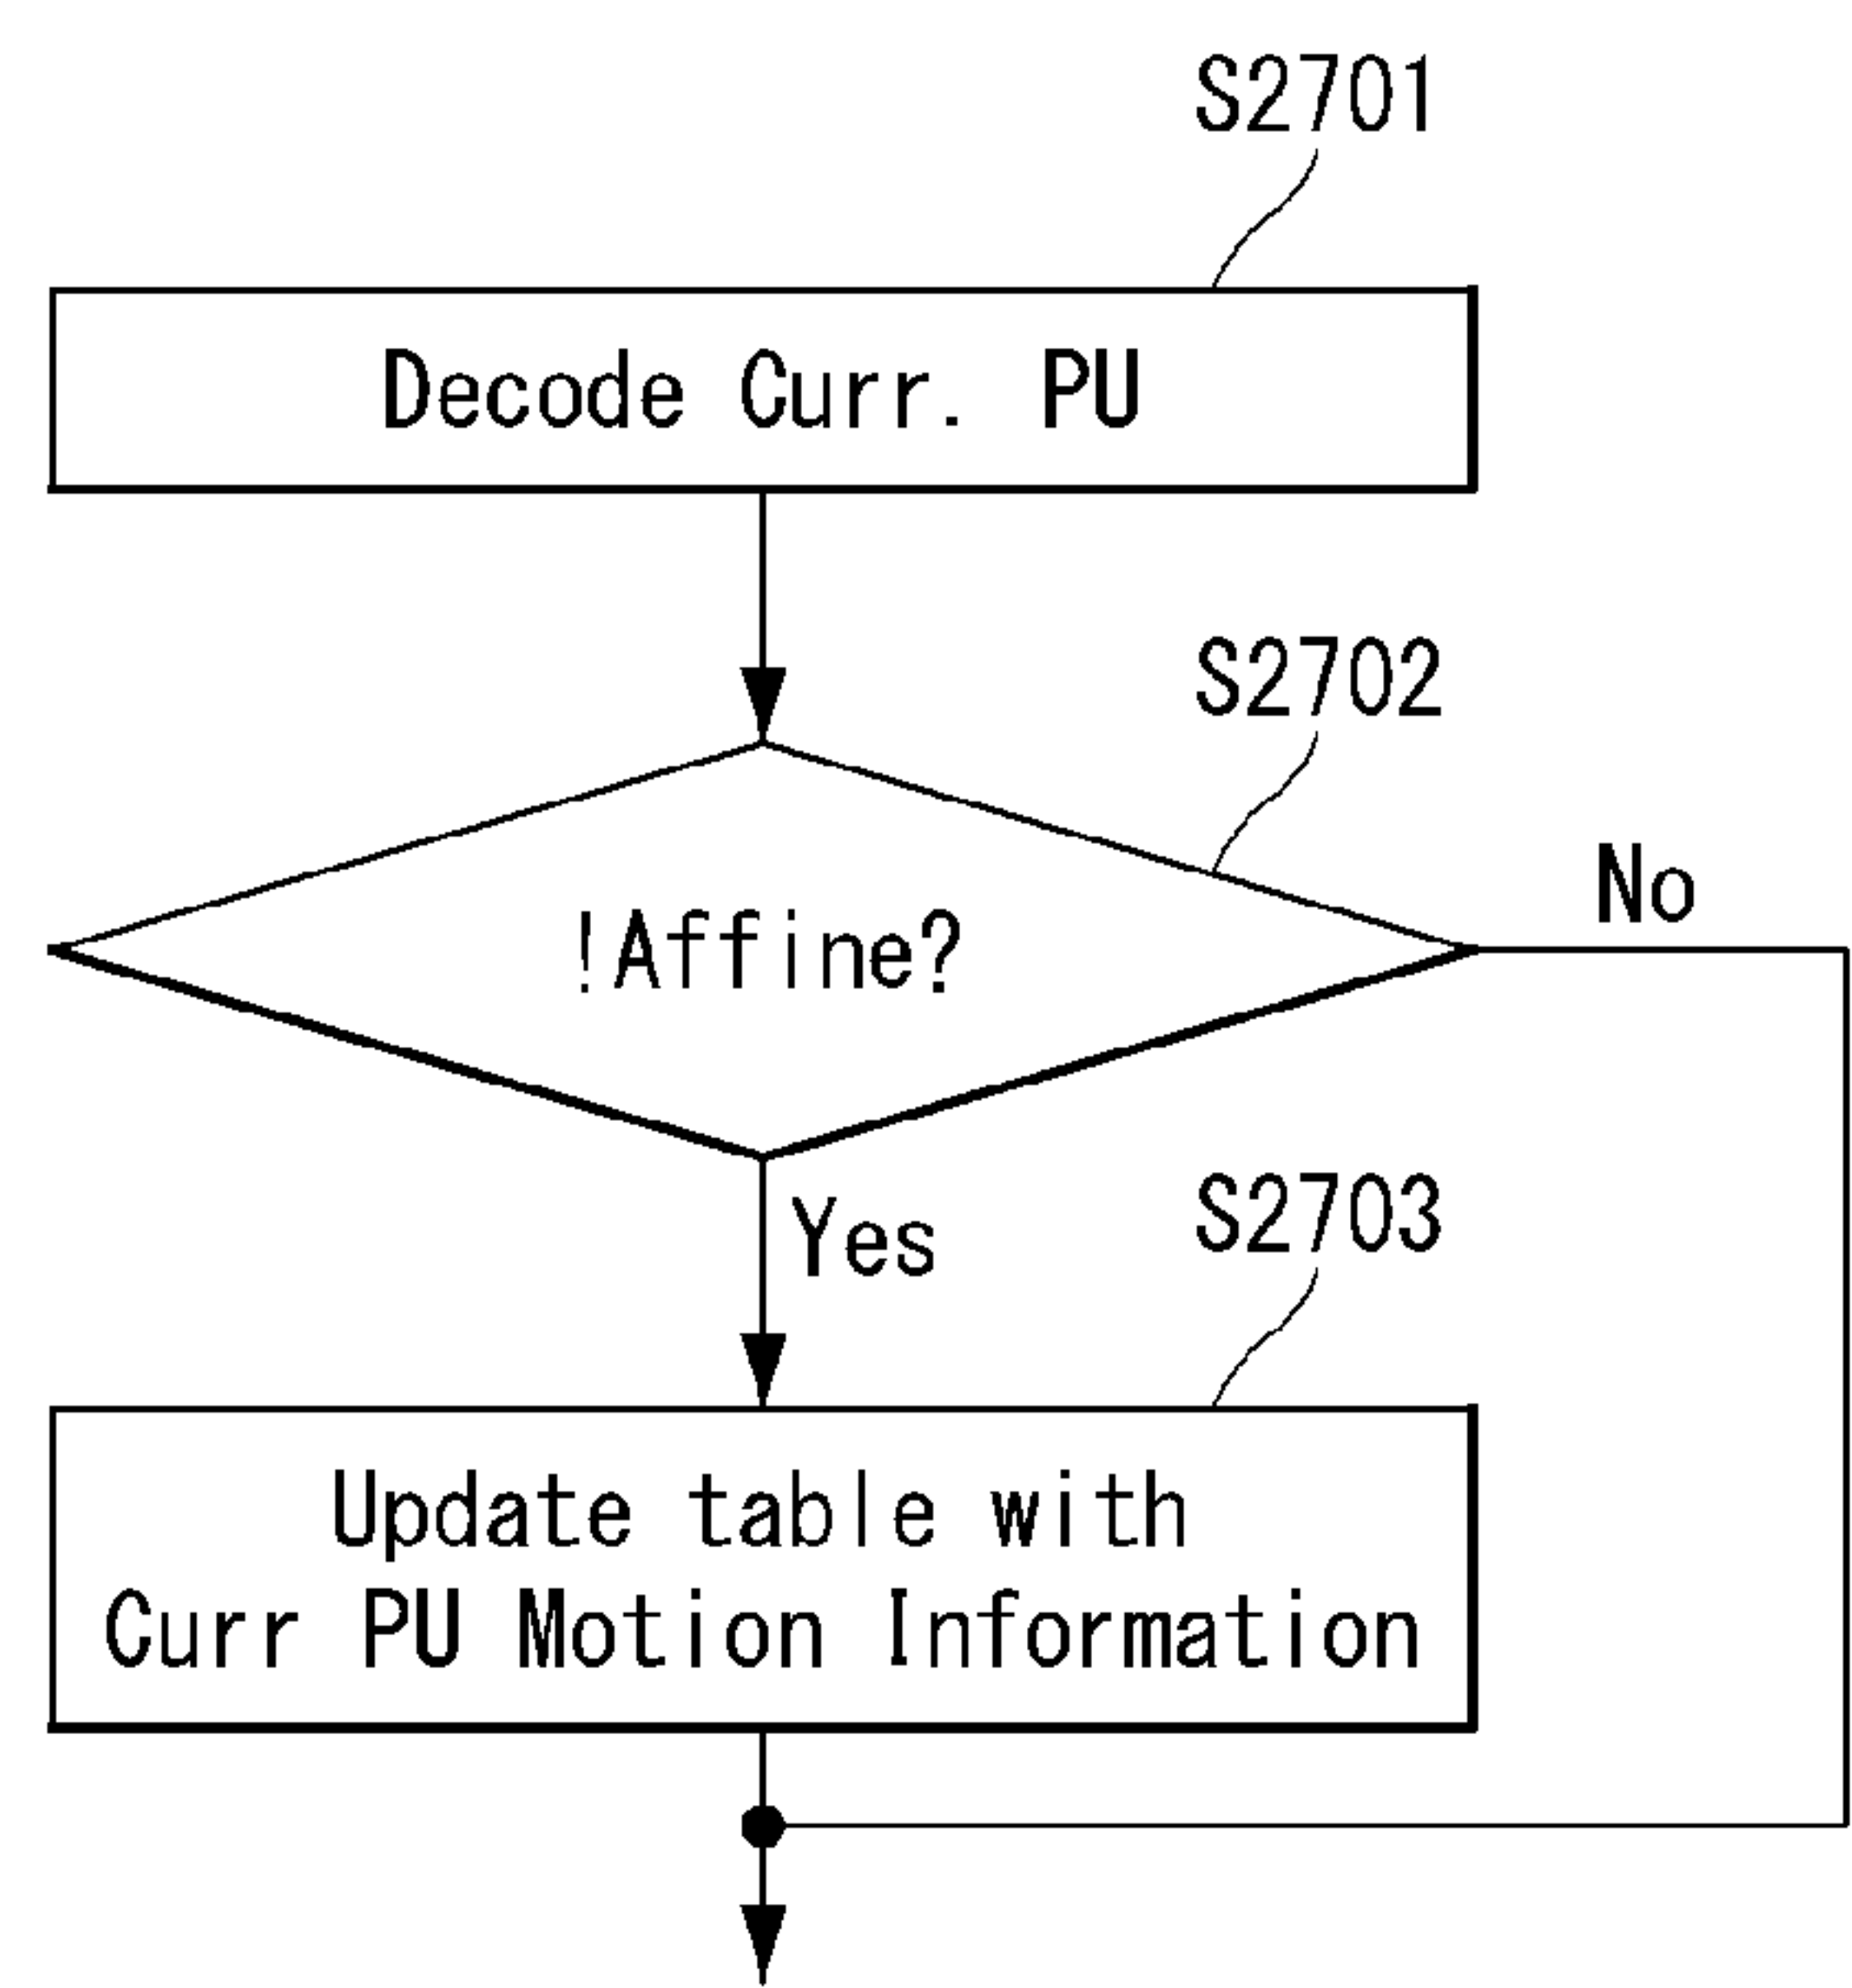 S2701
Decode Curr. PU
S2702
!Affine?
No
Yes
S2703
Update table with
Curr PU Motion Information